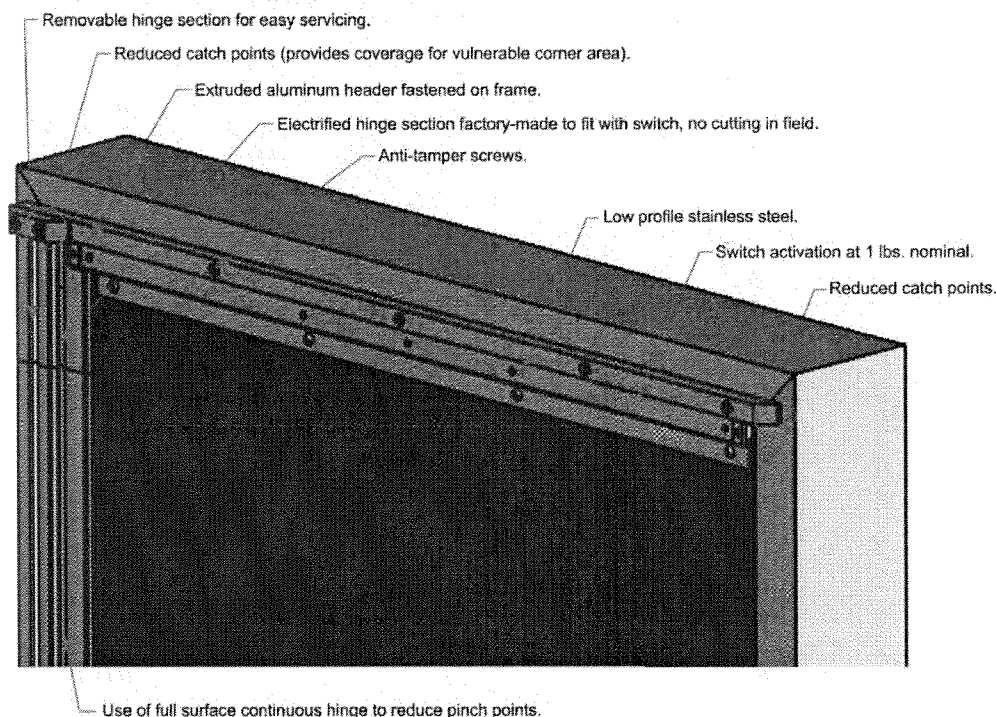 Removable hinge section for easy servicing.
Reduced catch points (provides coverage for vulnerable corner area).
Extruded aluminum header fastened on frame.
Electrified hinge section factory-made to fit with switch, no cutting in field.
Anti-tamper screws.
Low profile stainless steel.
Switch activation at 1 lbs. nominal.
Reduced catch points.
Use of full surface continuous hinge to reduce pinch points.